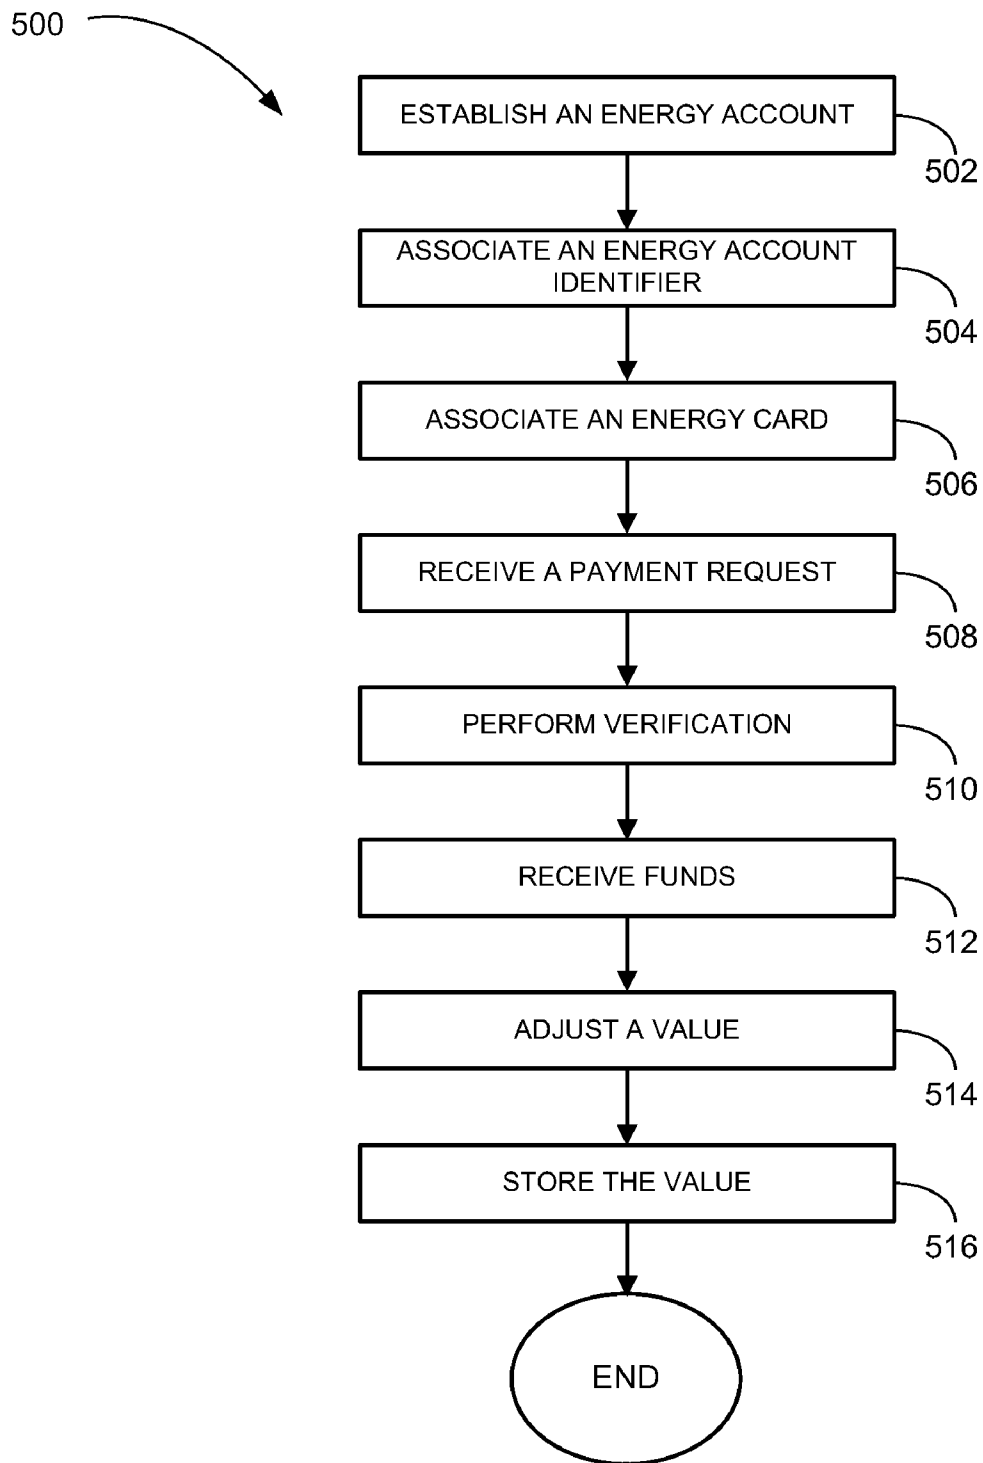 500
ESTABLISH AN ENERGY ACCOUNT
502
ASSOCIATE AN ENERGY ACCOUNT
IDENTIFIER
504
ASSOCIATE AN ENERGY CARD
506
RECEIVE A PAYMENT REQUEST
508
PERFORM VERIFICATION
510
RECEIVE FUNDS
512
ADJUST A VALUE
514
STORE THE VALUE
516
END